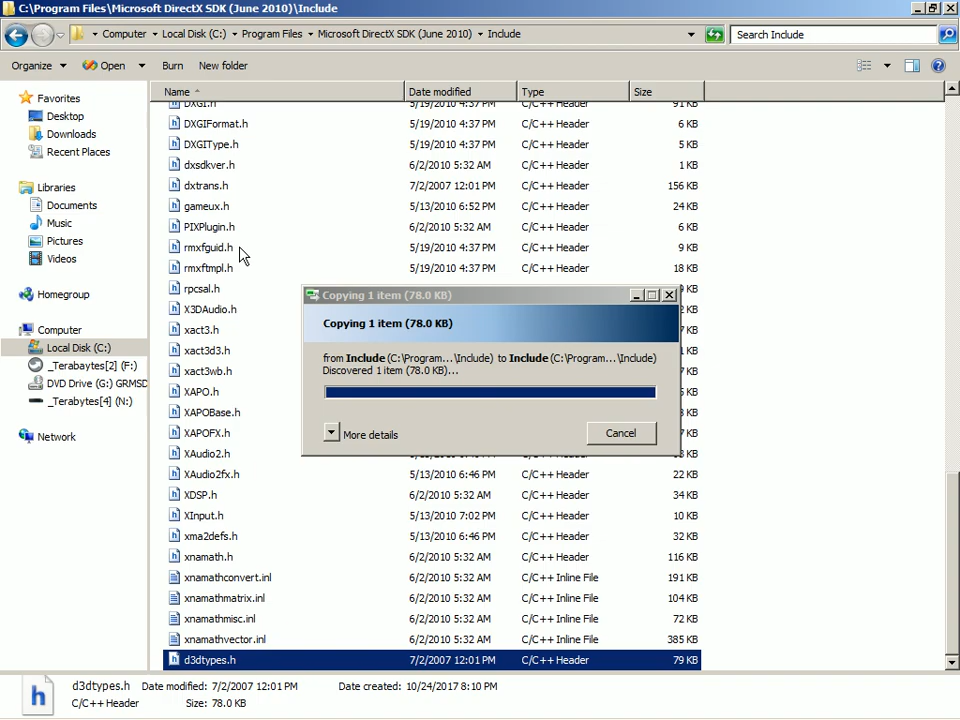 C:\Program Files\Microsoft DirectX SDK (June 2010)\Include
Computer Local Disk (C:) Program Files Microsoft DirectX SDK (June 2010) Include
Search Include
Organize Open Burn New folder
Favorites
Desktop
Downloads
Recent Places
Libraries
Documents
Music
Pictures
Videos
Homegroup
Computer
Local Disk (C:)
_Terabaytes[2] (F:)
DVD Drive (G:) GRMSD
_Terabytes[4] (N:)
Network
Name Date modified Type Size
DXGI.h 5/19/2010 4:37 PM C/C++ Header 91 KB
DXGIFormat.h 5/19/2010 4:37 PM C/C++ Header 6 KB
DXGIType.h 5/19/2010 4:37 PM C/C++ Header 5 KB
dxsdkver.h 6/2/2010 5:32 AM C/C++ Header 1 KB
dxtrans.h 7/2/2007 12:01 PM C/C++ Header 156 KB
gameux.h 5/13/2010 6:52 PM C/C++ Header 24 KB
PIXPlugin.h 6/2/2010 5:32 AM C/C++ Header 6 KB
rmxfguid.h 5/19/2010 4:37 PM C/C++ Header 9 KB
rmxftmpl.h 5/19/2010 4:37 PM C/C++ Header 18 KB
rpcsal.h
X3DAudio.h
xact3.h
xact3d3.h
xact3wb.h
XAPO.h
XAPOBase.h
XAPOFX.h
XAudio2.h
XAudio2fx.h 5/13/2010 6:46 PM C/C++ Header 22 KB
XDSP.h 6/2/2010 5:32 AM C/C++ Header 34 KB
XInput.h 5/13/2010 7:02 PM C/C++ Header 10 KB
xma2defs.h 5/13/2010 6:46 PM C/C++ Header 32 KB
xnamath.h 6/2/2010 5:32 AM C/C++ Header 116 KB
xnamathconvert.inl 6/2/2010 5:32 AM C/C++ Inline File 191 KB
xnamathmatrix.inl 6/2/2010 5:32 AM C/C++ Inline File 104 KB
xnamathmisc.inl 6/2/2010 5:32 AM C/C++ Inline File 72 KB
xnamathvector.inl 6/2/2010 5:32 AM C/C++ Inline File 385 KB
d3dtypes.h 7/2/2007 12:01 PM C/C++ Header 79 KB
Copying 1 item (78.0 KB)
Copying 1 item (78.0 KB)
from Include (C:\Program...\Include) to Include (C:\Program...\Include)
Discovered 1 item (78.0 KB)...
More details
Cancel
d3dtypes.h Date modified: 7/2/2007 12:01 PM Date created: 10/24/2017 8:10 PM
C/C++ Header Size: 78.0 KB